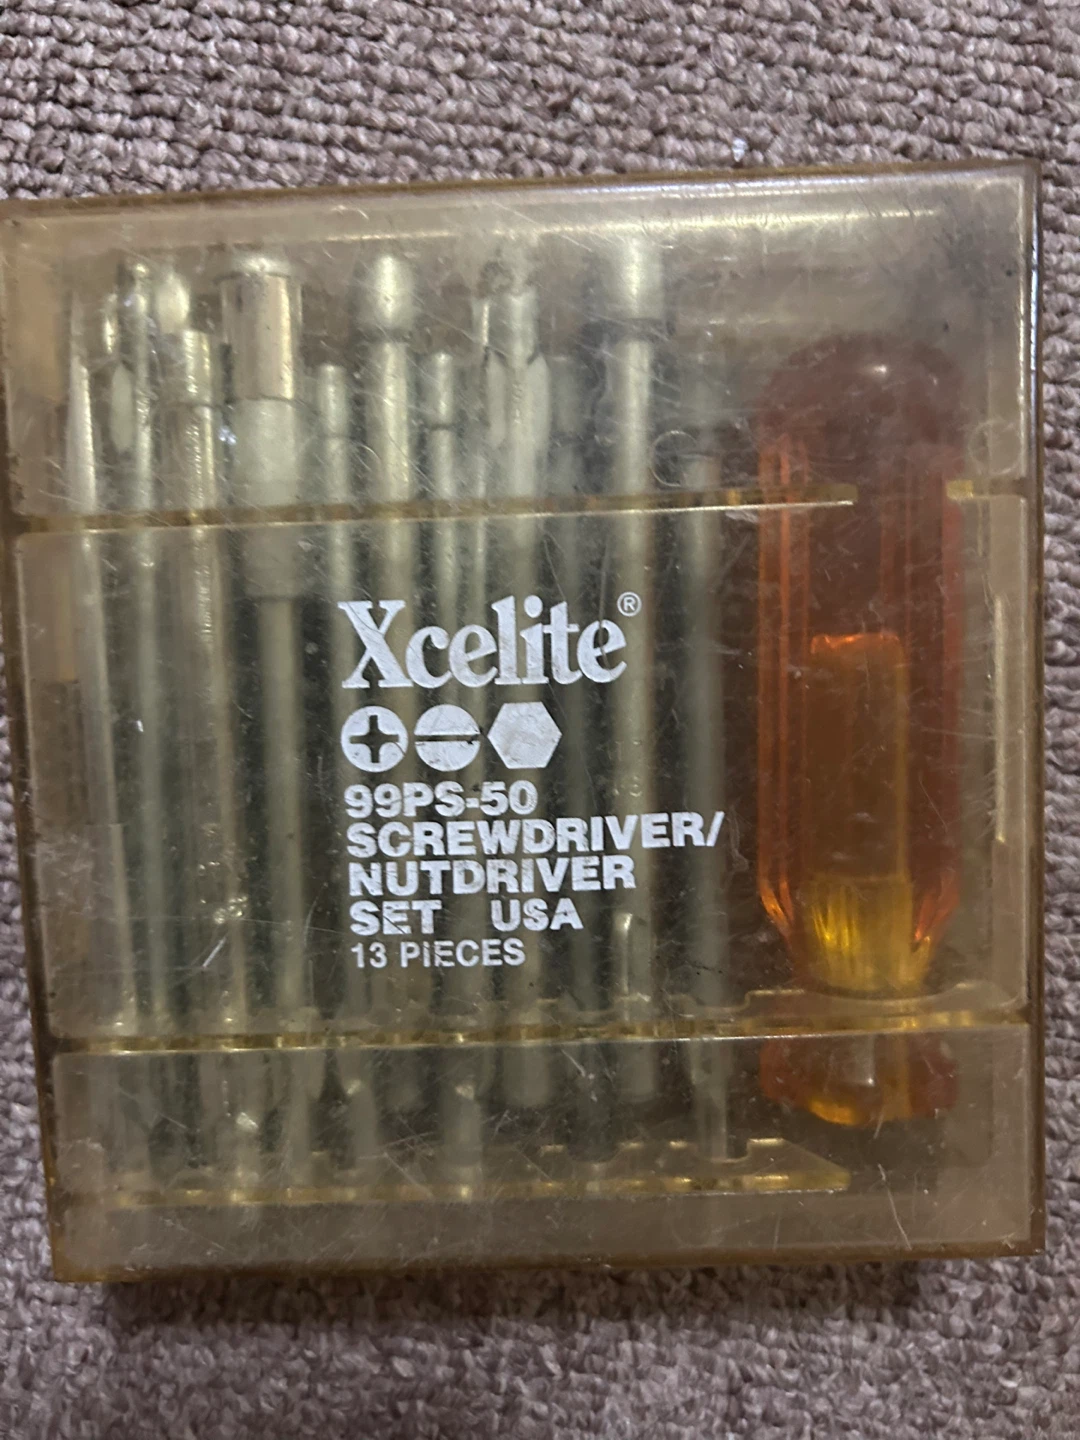 Xcelite®
99PS-50
SCREWDRIVER/
NUTDRIVER
SET USA
13 PIECES